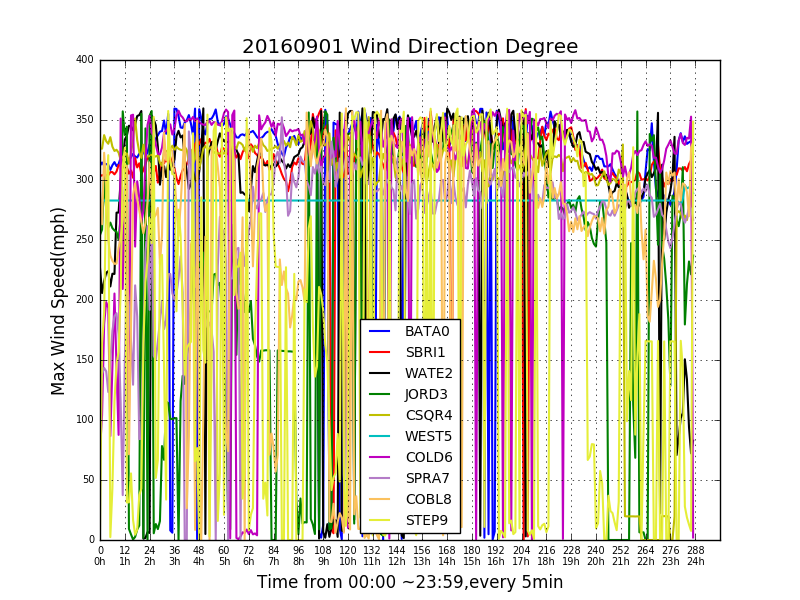 20160901 Wind Direction Degree
Max Wind Speed(mph)
400
350
300
250
200
150
100
50
0
BATA0
SBRI1
WATE2
JORD3
CSQR4
WEST5
COLD6
SPRA7
COBL8
STEP9
0 12 24 36 48 60 72 84 96 108 120 132 144 156 168 180 192 204 216 228 240 252 264 276 288
0h 1h 2h 3h 4h 5h 6h 7h 8h 9h 10h 11h 12h 13h 14h 15h 16h 17h 18h 19h 20h 21h 22h 23h 24h
Time from 00:00 ~23:59,every 5min